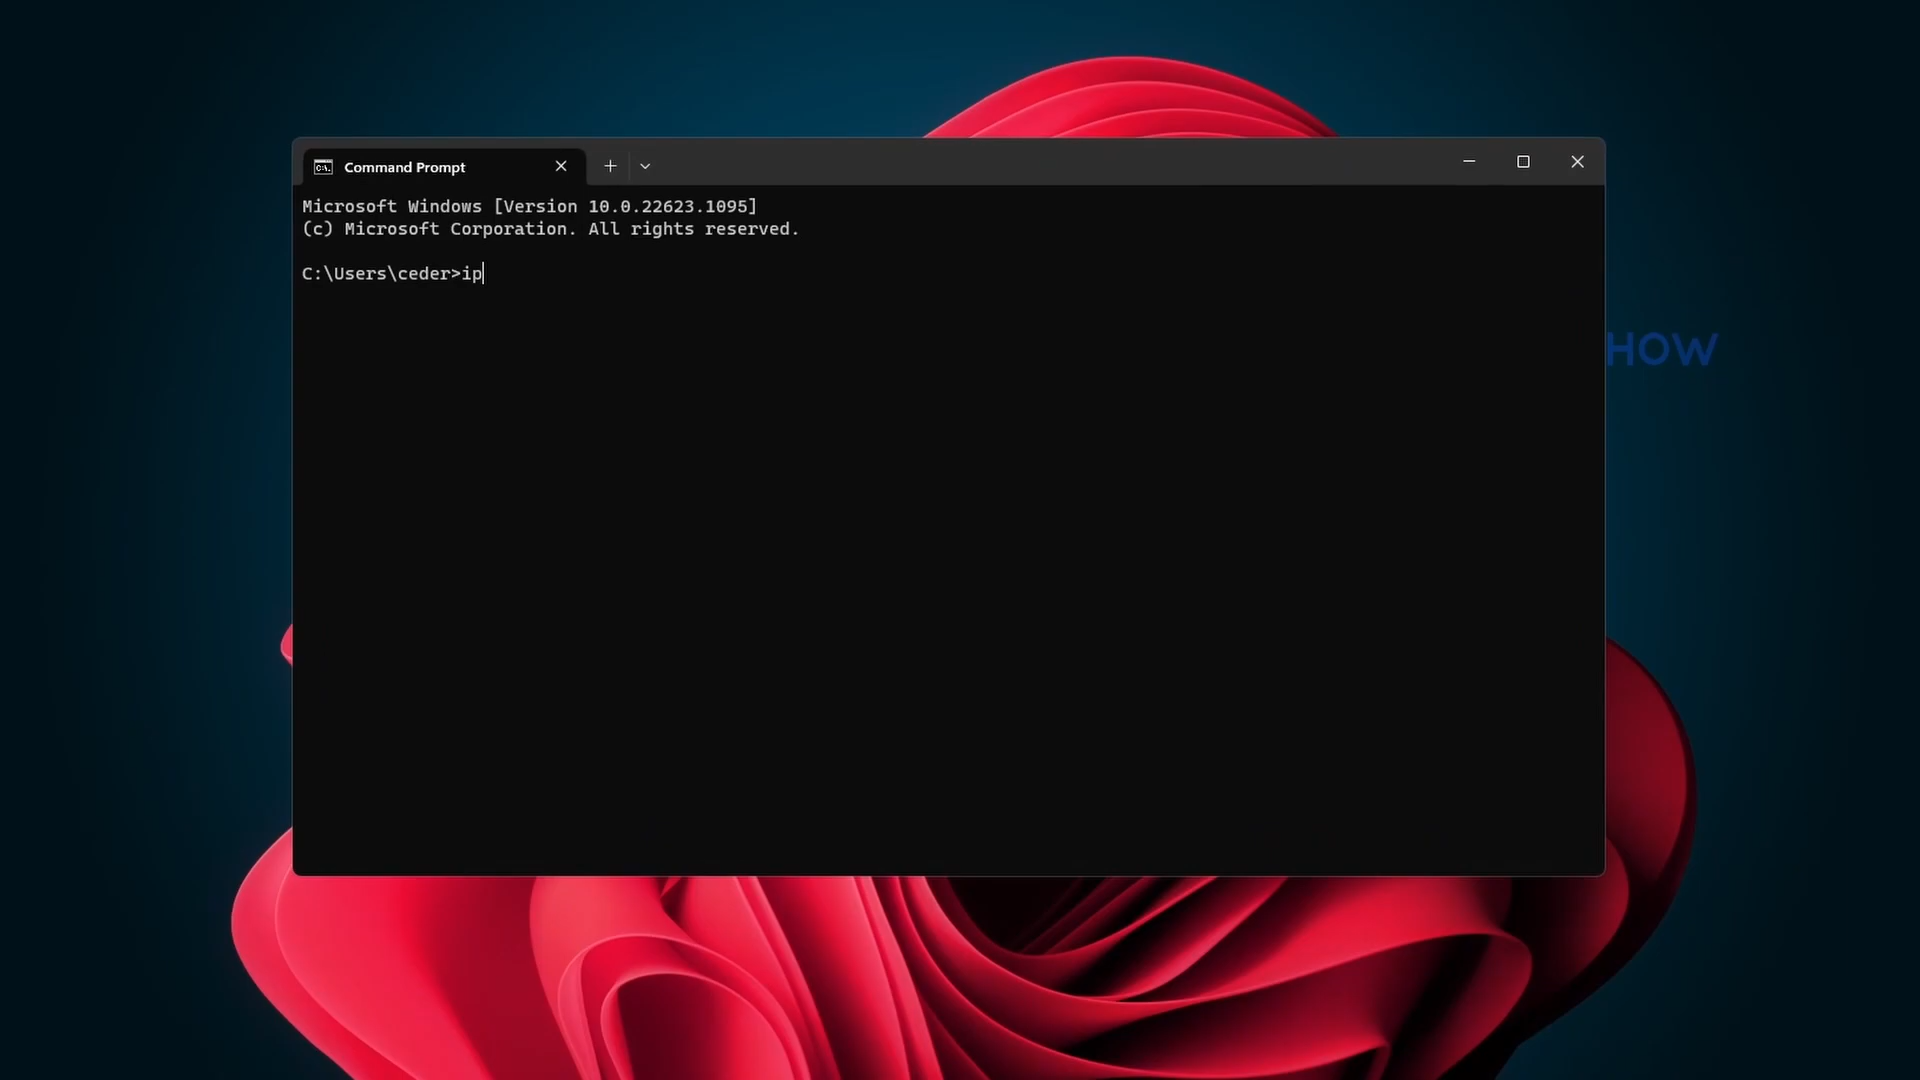 Command Prompt
Microsoft Windows [Version 10.0.22623.1095]
(c) Microsoft Corporation. All rights reserved.
C:\Users\ceder>ip
HOW